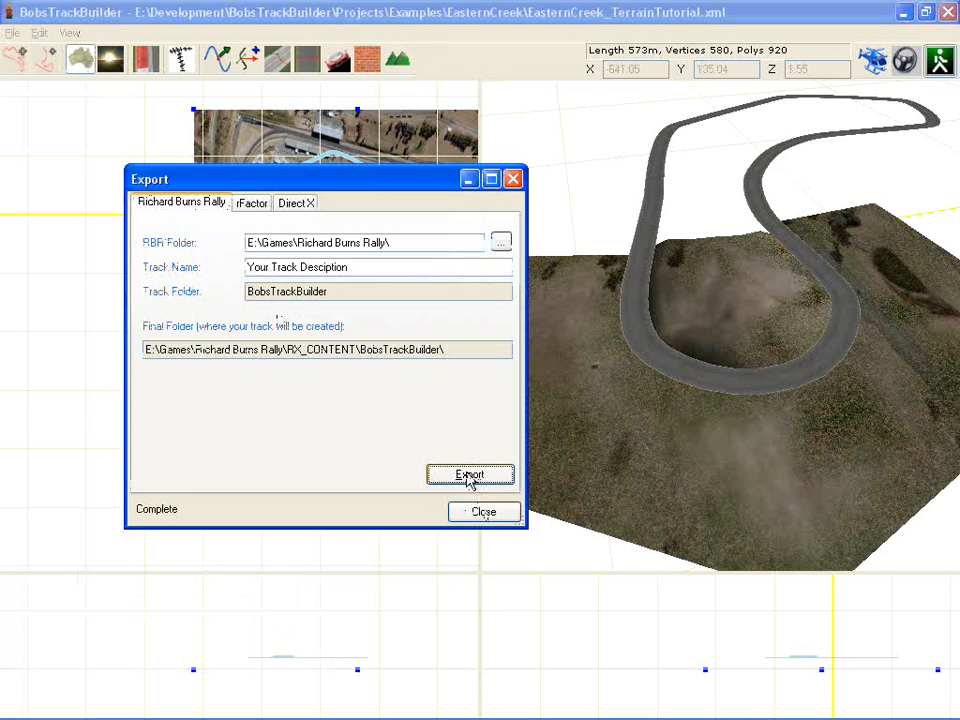 BobsTrackBuilder - E:\Development\BobsTrackBuilder\Projects\Examples\EasternCreek\EasternCreek_TerrainTutorial.xml
File Edit View
Length 573m, Vertices 580, Polys 920
X -641.05 Y 135.04 Z 1.55
Export
Richard Burns Rally rFactor Direct X
RBR Folder: E:\Games\Richard Burns Rally\ ...
Track Name: Your Track Desciption
Track Folder: BobsTrackBuilder
Final Folder (where your track will be created):
E:\Games\Richard Burns Rally\RX_CONTENT\BobsTrackBuilder\
Export
Complete
Close